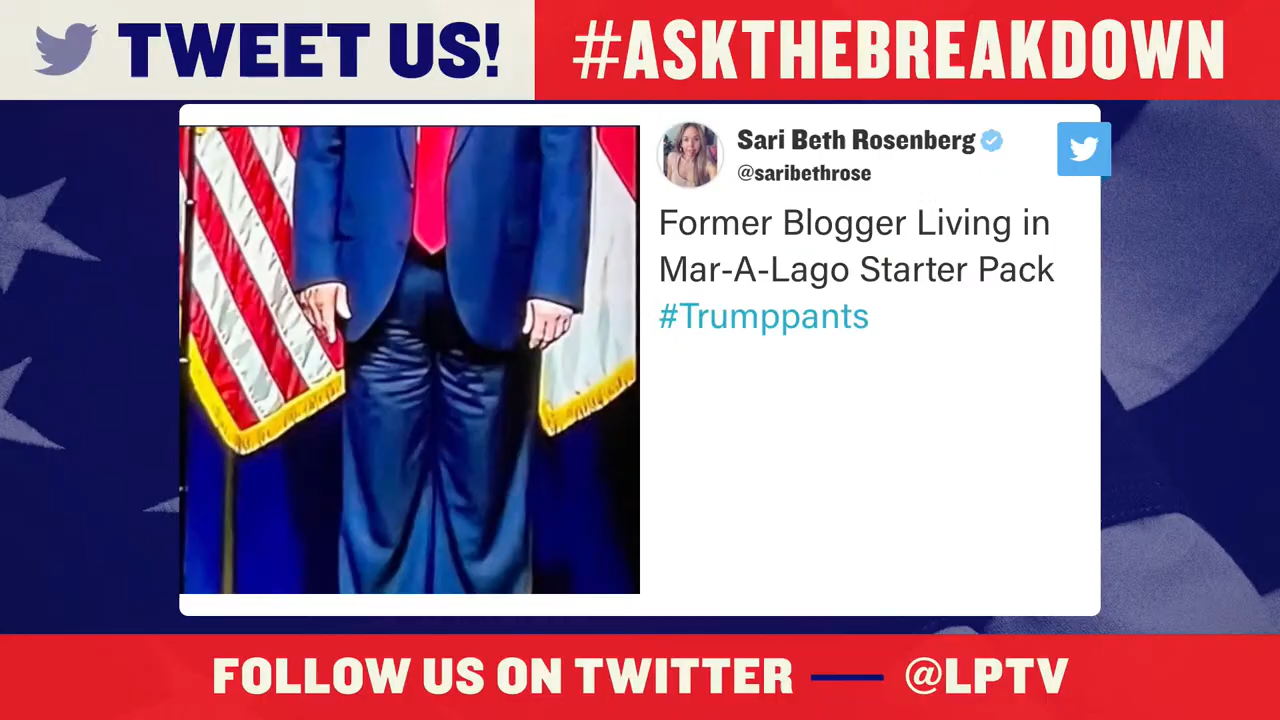 TWEET US!
#ASKTHEBREAKDOWN
Sari Beth Rosenberg
@saribethrose
Former Blogger Living in
Mar-A-Lago Starter Pack
#Trumppants
FOLLOW US ON TWITTER — @LPTV